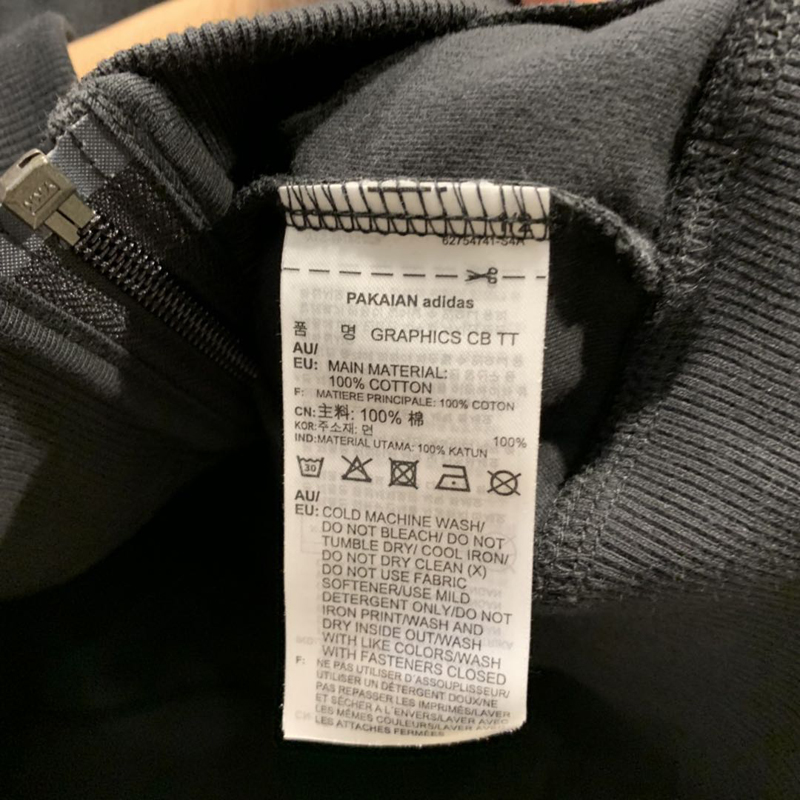 62754741-S4A
PAKAIAN adidas
품 명 GRAPHICS CB TT
AU/
EU: MAIN MATERIAL:
100% COTTON
F: MATIERE PRINCIPALE: 100% COTON
CN:主料: 100% 棉
KOR:주소재: 면 100%
IND:MATERIAL UTAMA: 100% KATUN
30
AU/
EU: COLD MACHINE WASH/
DO NOT BLEACH/ DO NOT
TUMBLE DRY/ COOL IRON/
DO NOT DRY CLEAN (X)
DO NOT USE FABRIC
SOFTENER/USE MILD
DETERGENT ONLY/DO NOT
IRON PRINT/WASH AND
DRY INSIDE OUT/WASH
WITH LIKE COLORS/WASH
WITH FASTENERS CLOSED
F: NE PAS UTILISER D'ASSOUPLISSEUR/
UTILISER UN DÉTERGENT DOUX/NE
PAS REPASSER LES IMPRIMÉS/LAVER
ET SÉCHER À L'ENVERS/LAVER AVEC
LES MÊMES COULEURS/LAVER AVEC
LES ATTACHES FERMÉES